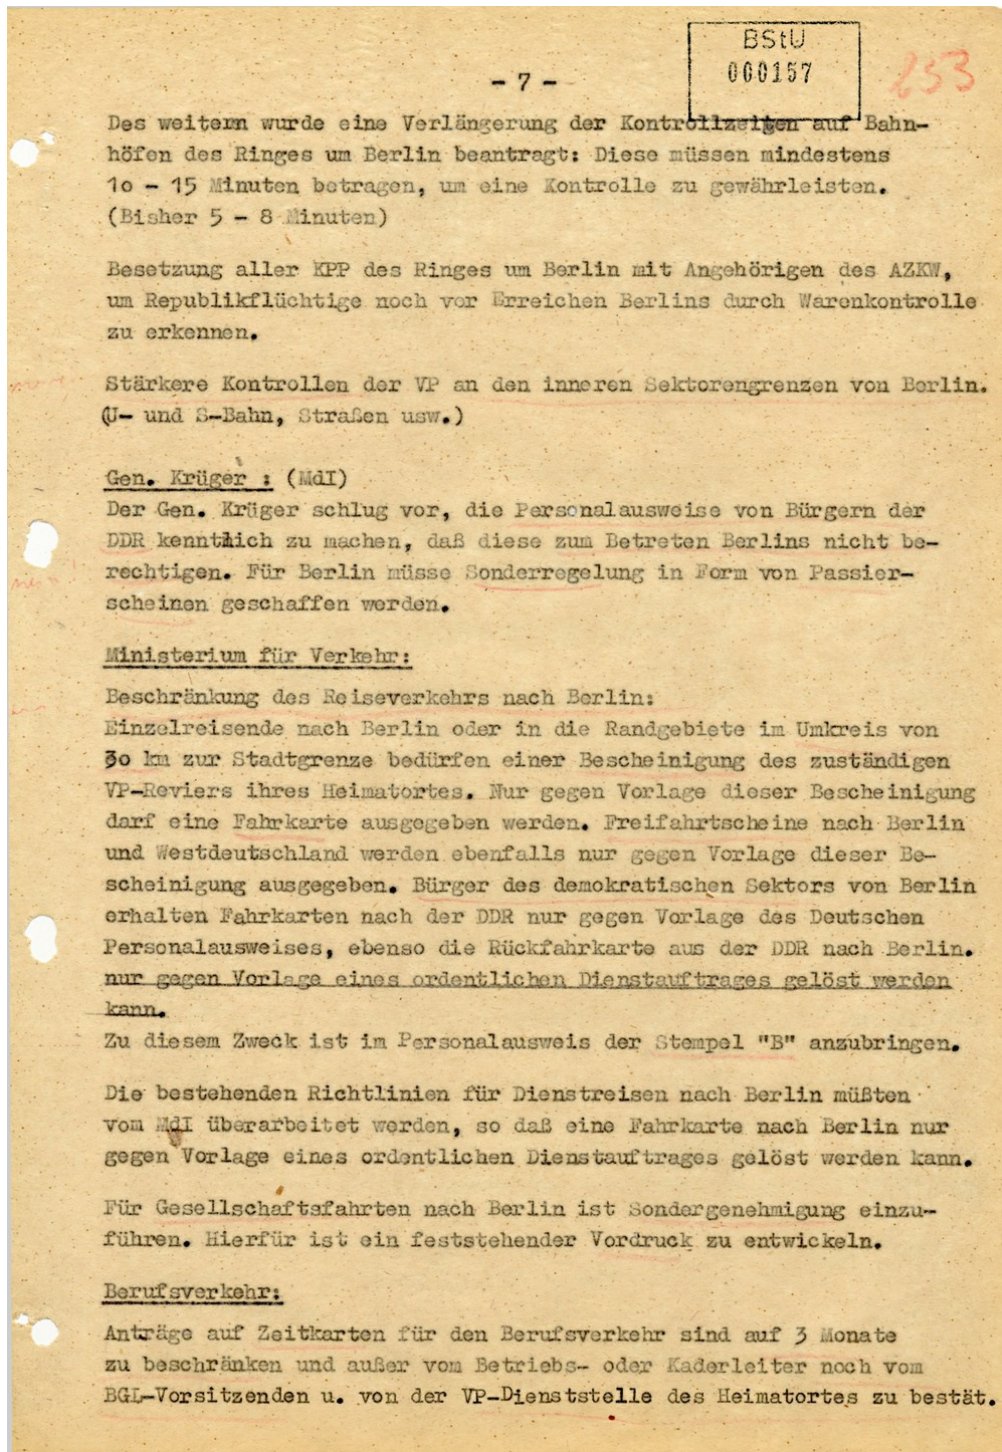 BStU
000157
253
- 7 -
Des weitern wurde eine Verlängerung der Kontrollzeiten auf Bahn-
höfen des Ringes um Berlin beantragt: Diese müssen mindestens
10 - 15 Minuten betragen, um eine Kontrolle zu gewährleisten.
(Bisher 5 - 8 Minuten)
Besetzung aller KPP des Ringes um Berlin mit Angehörigen des AZKW,
um Republikflüchtige noch vor Erreichen Berlins durch Warenkontrolle
zu erkennen.
Stärkere Kontrollen der VP an den inneren Sektorengrenzen von Berlin.
(U- und S-Bahn, Straßen usw.)
Gen. Krüger : (MdI)
Der Gen. Krüger schlug vor, die Personalausweise von Bürgern der
DDR kenntlich zu machen, daß diese zum Betreten Berlins nicht be-
rechtigen. Für Berlin müsse Sonderregelung in Form von Passier-
scheinen geschaffen werden.
Ministerium für Verkehr:
Beschränkung des Reiseverkehrs nach Berlin:
Einzelreisende nach Berlin oder in die Randgebiete im Umkreis von
30 km zur Stadtgrenze bedürfen einer Bescheinigung des zuständigen
VP-Reviers ihres Heimatortes. Nur gegen Vorlage dieser Bescheinigung
darf eine Fahrkarte ausgegeben werden. Freifahrtscheine nach Berlin
und Westdeutschland werden ebenfalls nur gegen Vorlage dieser Be-
scheinigung ausgegeben. Bürger des demokratischen Sektors von Berlin
erhalten Fahrkarten nach der DDR nur gegen Vorlage des Deutschen
Personalausweises, ebenso die Rückfahrkarte aus der DDR nach Berlin.
nur gegen Vorlage eines ordentlichen Dienstauftrages gelöst werden
kann.
Zu diesem Zweck ist im Personalausweis der Stempel "B" anzubringen.
Die bestehenden Richtlinien für Dienstreisen nach Berlin müßten
vom MdI überarbeitet werden, so daß eine Fahrkarte nach Berlin nur
gegen Vorlage eines ordentlichen Dienstauftrages gelöst werden kann.
Für Gesellschaftsfahrten nach Berlin ist Sondergenehmigung einzu-
führen. Hierfür ist ein feststehender Vordruck zu entwickeln.
Berufsverkehr:
Anträge auf Zeitkarten für den Berufsverkehr sind auf 3 Monate
zu beschränken und außer vom Betriebs- oder Kaderleiter noch vom
BGL-Vorsitzenden u. von der VP-Dienststelle des Heimatortes zu bestät.